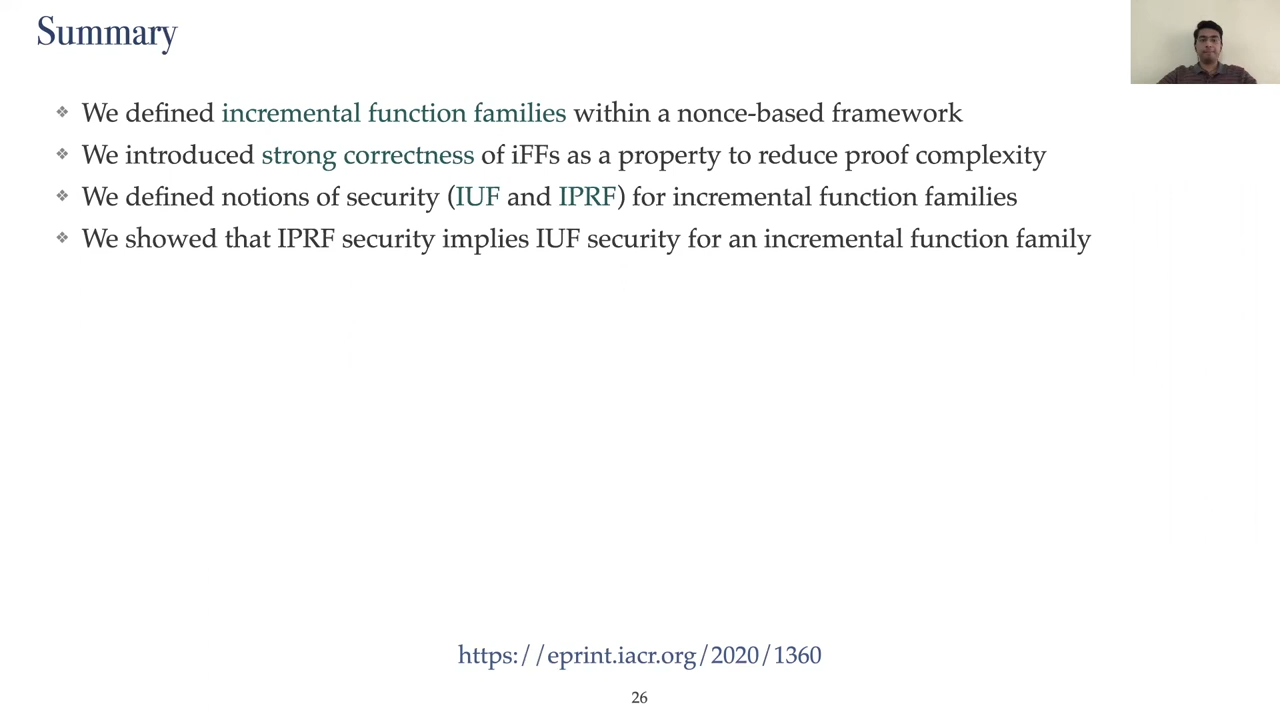 Summary
❖ We defined incremental function families within a nonce-based framework
❖ We introduced strong correctness of iFFs as a property to reduce proof complexity
❖ We defined notions of security (IUF and IPRF) for incremental function families
❖ We showed that IPRF security implies IUF security for an incremental function family
https://eprint.iacr.org/2020/1360
26